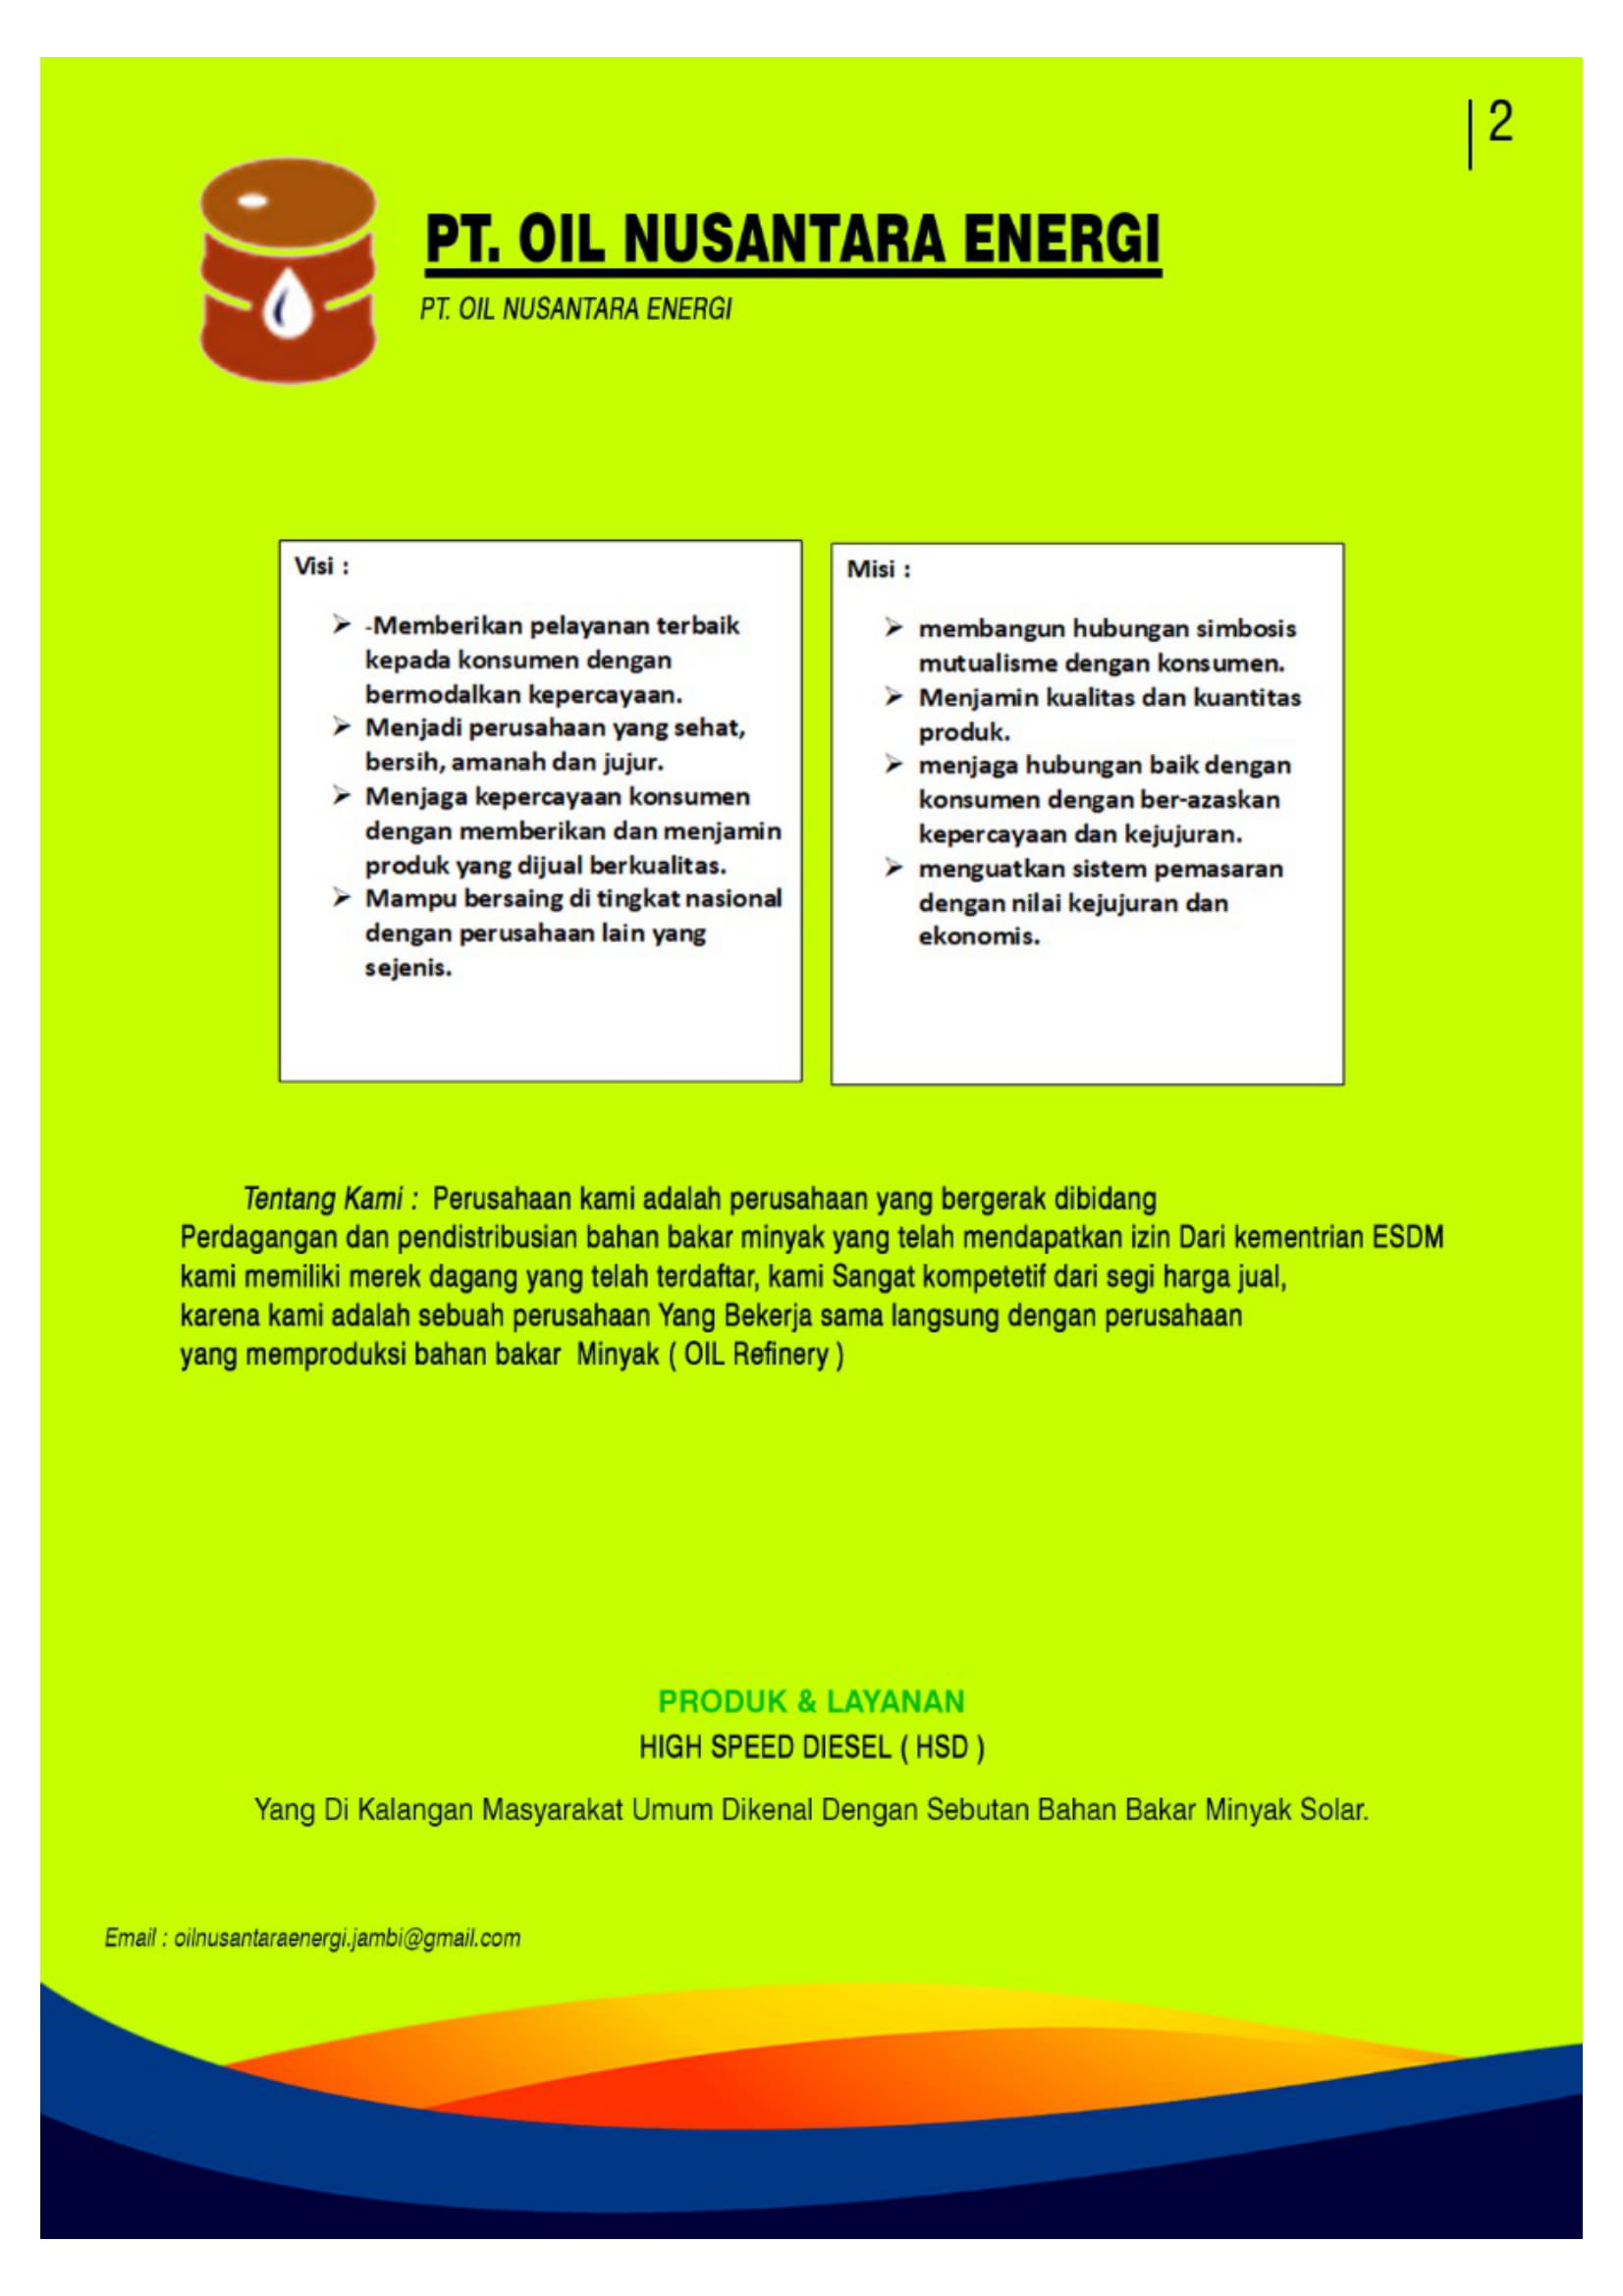 2
PT. OIL NUSANTARA ENERGI
PT. OIL NUSANTARA ENERGI
Visi :
➢ -Memberikan pelayanan terbaik
kepada konsumen dengan
bermodalkan kepercayaan.
➢ Menjadi perusahaan yang sehat,
bersih, amanah dan jujur.
➢ Menjaga kepercayaan konsumen
dengan memberikan dan menjamin
produk yang dijual berkualitas.
➢ Mampu bersaing di tingkat nasional
dengan perusahaan lain yang
sejenis.
Misi :
➢ membangun hubungan simbosis
mutualisme dengan konsumen.
➢ Menjamin kualitas dan kuantitas
produk.
➢ menjaga hubungan baik dengan
konsumen dengan ber-azaskan
kepercayaan dan kejujuran.
➢ menguatkan sistem pemasaran
dengan nilai kejujuran dan
ekonomis.
Tentang Kami : Perusahaan kami adalah perusahaan yang bergerak dibidang
Perdagangan dan pendistribusian bahan bakar minyak yang telah mendapatkan izin Dari kementrian ESDM
kami memiliki merek dagang yang telah terdaftar, kami Sangat kompetetif dari segi harga jual,
karena kami adalah sebuah perusahaan Yang Bekerja sama langsung dengan perusahaan
yang memproduksi bahan bakar Minyak ( OIL Refinery )
PRODUK & LAYANAN
HIGH SPEED DIESEL ( HSD )
Yang Di Kalangan Masyarakat Umum Dikenal Dengan Sebutan Bahan Bakar Minyak Solar.
Email : oilnusantaraenergi.jambi@gmail.com